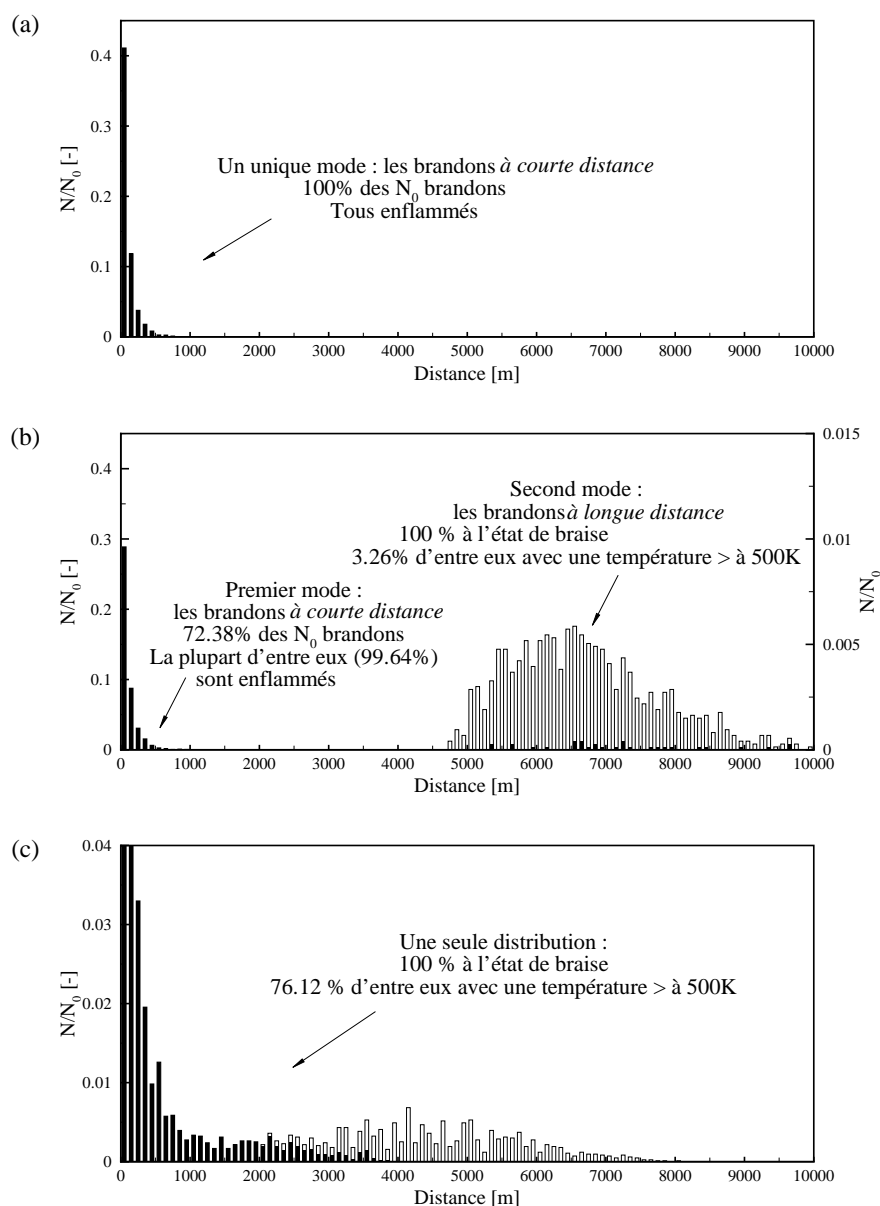 (a)
0.4
0.3
0.2
0.1
0
N/N0 [-]
Un unique mode : les brandons à courte distance
100% des N0 brandons
Tous enflammés
0 1000 2000 3000 4000 5000 6000 7000 8000 9000 10000
Distance [m]
(b)
0.4
0.3
0.2
0.1
0
N/N0 [-]
0.015
0.01
0.005
0
N/N0 [-]
Second mode :
les brandons à longue distance
100 % à l'état de braise
3.26% d'entre eux avec une température > à 500K
Premier mode :
les brandons à courte distance
72.38% des N0 brandons
La plupart d'entre eux (99.64%)
sont enflammés
0 1000 2000 3000 4000 5000 6000 7000 8000 9000 10000
Distance [m]
(c)
0.04
0.03
0.02
0.01
0
N/N0 [-]
Une seule distribution :
100 % à l'état de braise
76.12 % d'entre eux avec une température > à 500K
0 1000 2000 3000 4000 5000 6000 7000 8000 9000 10000
Distance [m]